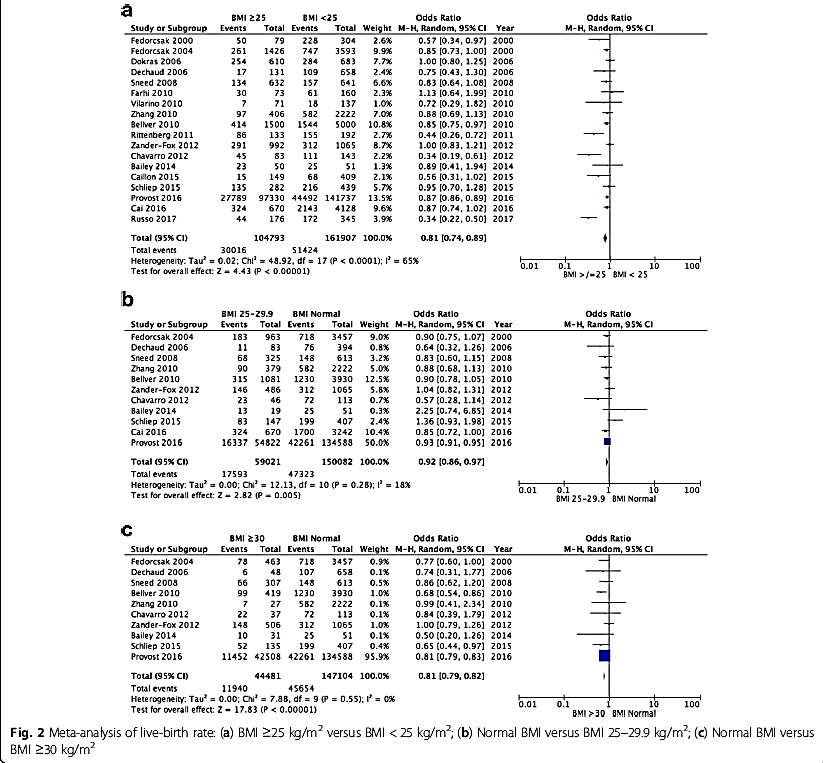 a
BMI ≥25 BMI <25 Odds Ratio Odds Ratio
Study or Subgroup Events Total Events Total Weight M-H, Random, 95% CI Year M-H, Random, 95% CI
Fedorcsak 2000 50 79 228 304 2.6% 0.57 [0.34, 0.97] 2000
Fedorcsak 2004 261 1426 747 3593 9.9% 0.85 [0.73, 1.00] 2000
Dokras 2006 254 610 284 683 7.4% 1.00 [0.80, 1.25] 2006
Dechaud 2006 17 131 109 658 2.4% 0.75 [0.43, 1.30] 2006
Sneed 2008 134 632 157 641 6.2% 0.83 [0.64, 1.08] 2008
Farhi 2010 30 73 61 160 2.3% 1.13 [0.64, 1.99] 2010
Vilarino 2010 7 71 18 137 0.9% 0.72 [0.29, 1.82] 2010
Zhang 2010 97 406 582 2222 6.7% 0.88 [0.69, 1.13] 2010
Bellver 2010 414 1500 1544 5000 10.8% 0.85 [0.75, 0.97] 2010
Rittenberg 2011 86 133 155 192 2.7% 0.44 [0.26, 0.72] 2011
Zander-Fox 2012 291 992 312 1065 8.7% 1.00 [0.83, 1.21] 2012
Chavarro 2012 45 83 111 143 2.2% 0.34 [0.19, 0.61] 2012
Bailey 2014 23 50 25 51 1.2% 0.89 [0.41, 1.94] 2014
Caillon 2015 15 149 68 409 2.1% 0.56 [0.31, 1.02] 2015
Schliep 2015 135 282 216 439 5.2% 0.95 [0.70, 1.28] 2015
Provost 2016 27789 97330 44492 141737 13.5% 0.87 [0.86, 0.89] 2016
Cai 2016 324 670 2143 4128 9.6% 0.87 [0.74, 1.02] 2016
Russo 2017 44 176 172 345 3.7% 0.34 [0.22, 0.50] 2017
Total (95% CI) 104793 161907 100.0% 0.81 [0.74, 0.89]
Total events 30016 51424
Heterogeneity: Tau² = 0.02; Chi² = 48.92, df = 17 (P < 0.0001); I² = 65%
Test for overall effect: Z = 4.43 (P < 0.00001)
0.01 0.1 1 10 100
BMI >/=25 BMI < 25
b
BMI 25–29.9 BMI Normal Odds Ratio Odds Ratio
Study or Subgroup Events Total Events Total Weight M-H, Random, 95% CI Year M-H, Random, 95% CI
Fedorcsak 2004 183 963 718 3457 9.0% 0.90 [0.75, 1.07] 2000
Dechaud 2006 11 83 76 394 0.7% 0.64 [0.32, 1.26] 2006
Sneed 2008 68 325 148 613 3.2% 0.83 [0.60, 1.15] 2008
Zhang 2010 90 379 582 2222 5.1% 0.88 [0.68, 1.13] 2010
Bellver 2010 315 1081 1230 3930 12.5% 0.90 [0.78, 1.05] 2010
Zander-Fox 2012 146 486 312 1065 5.8% 1.04 [0.82, 1.31] 2012
Chavarro 2012 23 46 72 113 0.7% 0.57 [0.28, 1.14] 2012
Bailey 2014 13 19 25 51 0.3% 2.25 [0.74, 6.85] 2014
Schliep 2015 83 147 199 407 2.4% 1.36 [0.93, 1.98] 2015
Cai 2016 324 670 1700 3242 10.4% 0.85 [0.72, 1.00] 2016
Provost 2016 16337 54822 42261 134588 50.0% 0.93 [0.91, 0.95] 2016
Total (95% CI) 59021 150082 100.0% 0.92 [0.86, 0.97]
Total events 17593 47323
Heterogeneity: Tau² = 0.00; Chi² = 12.13, df = 10 (P = 0.28); I² = 18%
Test for overall effect: Z = 2.82 (P = 0.005)
0.01 0.1 1 10 100
BMI 25–29.9 BMI Normal
c
BMI ≥30 BMI Normal Odds Ratio Odds Ratio
Study or Subgroup Events Total Events Total Weight M-H, Random, 95% CI Year M-H, Random, 95% CI
Fedorcsak 2004 78 463 718 3457 0.9% 0.77 [0.60, 1.00] 2000
Dechaud 2006 6 48 107 658 0.1% 0.74 [0.31, 1.77] 2006
Sneed 2008 66 307 148 613 0.5% 0.86 [0.62, 1.20] 2008
Bellver 2010 99 419 1230 3930 1.0% 0.68 [0.54, 0.86] 2010
Zhang 2010 7 27 582 2222 0.1% 0.99 [0.41, 2.34] 2010
Chavarro 2012 22 37 72 113 0.1% 0.84 [0.39, 1.79] 2012
Zander-Fox 2012 148 506 312 1065 1.1% 1.00 [0.79, 1.26] 2012
Bailey 2014 10 31 25 51 0.1% 0.50 [0.20, 1.26] 2014
Schliep 2015 52 135 199 407 0.4% 0.65 [0.44, 0.97] 2015
Provost 2016 11452 42508 42261 134588 95.9% 0.81 [0.79, 0.83] 2016
Total (95% CI) 44481 147104 100.0% 0.81 [0.79, 0.82]
Total events 11940 45654
Heterogeneity: Tau² = 0.00; Chi² = 7.88, df = 9 (P = 0.55); I² = 0%
Test for overall effect: Z = 17.83 (P < 0.00001)
0.01 0.1 1 10 100
BMI >30 BMI Normal
Fig. 2 Meta-analysis of live-birth rate: (a) BMI ≥25 kg/m² versus BMI < 25 kg/m²; (b) Normal BMI versus BMI 25–29.9 kg/m²; (c) Normal BMI versus
BMI ≥30 kg/m²